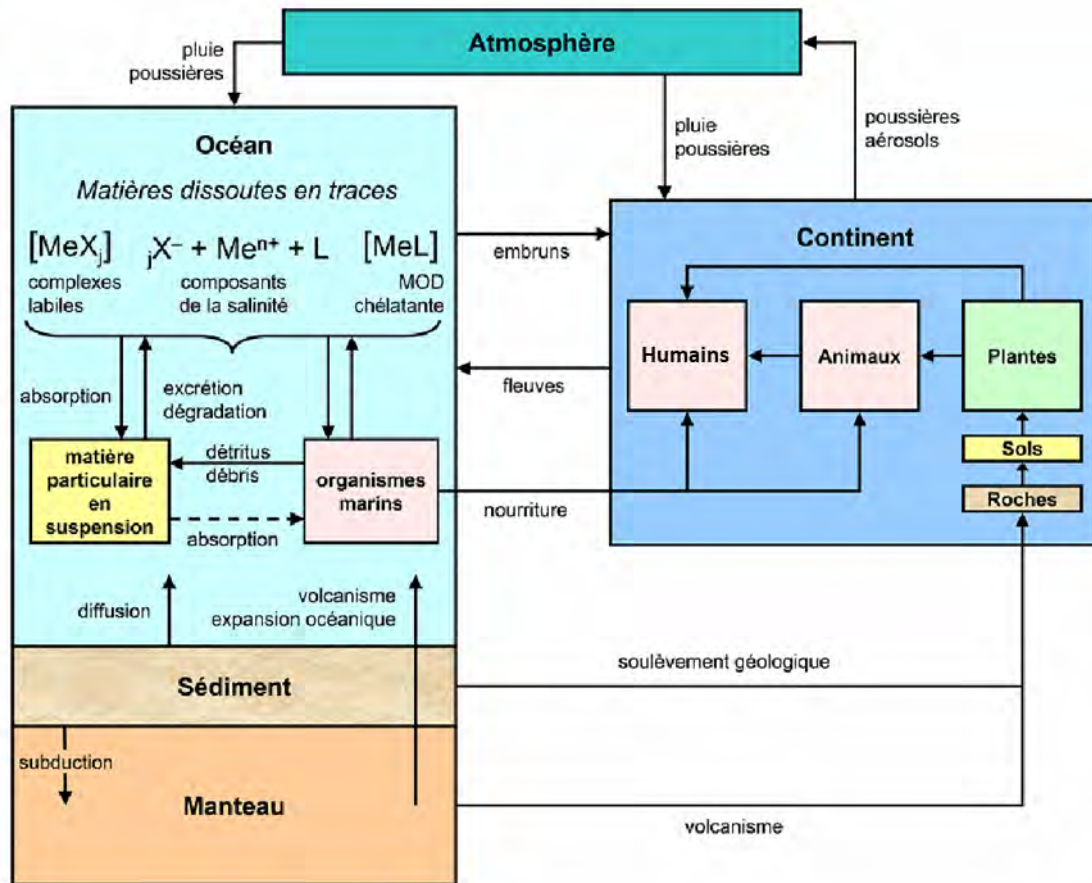 Atmosphère
pluie
poussières
pluie
poussières
poussières
aérosols
Océan
Matières dissoutes en traces
[MeXj] jX⁻ + Meⁿ⁺ + L [MeL]
complexes
labiles
composants
de la salinité
MOD
chélatante
absorption
excrétion
dégradation
matière
particulaire
en
suspension
détritus
débris
absorption
organismes
marins
diffusion
volcanisme
expansion océanique
Sédiment
subduction
Manteau
embruns
fleuves
nourriture
soulèvement géologique
volcanisme
Continent
Humains
Animaux
Plantes
Sols
Roches